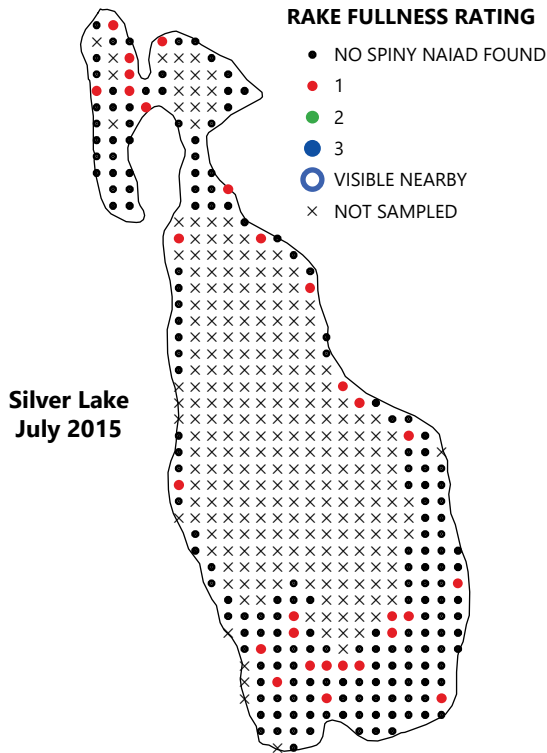 RAKE FULLNESS RATING
NO SPINY NAIAD FOUND
1
2
3
VISIBLE NEARBY
NOT SAMPLED
Silver Lake
July 2015